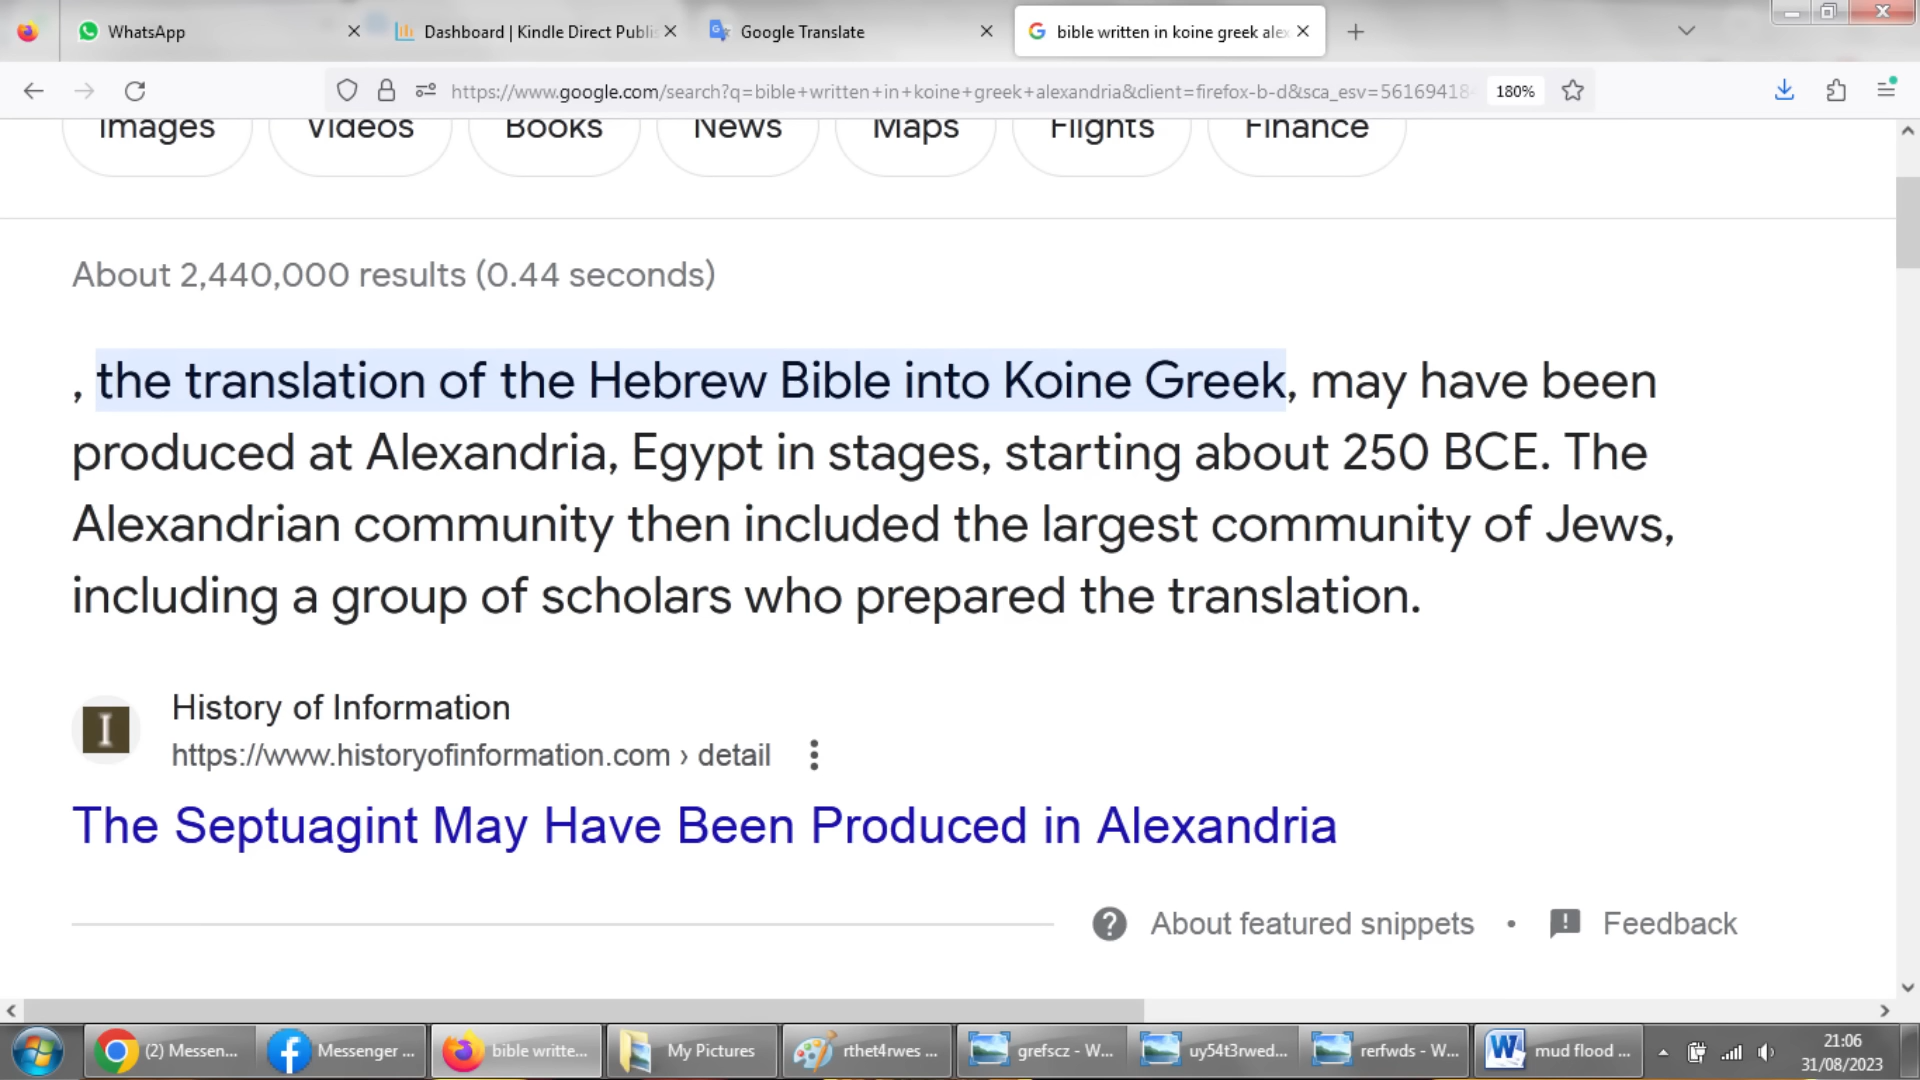 WhatsApp
Dashboard | Kindle Direct Publis
Google Translate
bible written in koine greek alex
https://www.google.com/search?q=bible+written+in+koine+greek+alexandria&client=firefox-b-d&sca_esv=56169418
180%
Images Videos Books News Maps Flights Finance
About 2,440,000 results (0.44 seconds)
, the translation of the Hebrew Bible into Koine Greek, may have been
produced at Alexandria, Egypt in stages, starting about 250 BCE. The
Alexandrian community then included the largest community of Jews,
including a group of scholars who prepared the translation.
I
History of Information
https://www.historyofinformation.com › detail
The Septuagint May Have Been Produced in Alexandria
About featured snippets • Feedback
(2) Messen... Messenger ... bible writte... My Pictures rthet4rwes ... grefscz - W... uy54t3rwed... rerfwds - W... mud flood ... 21:06
31/08/2023